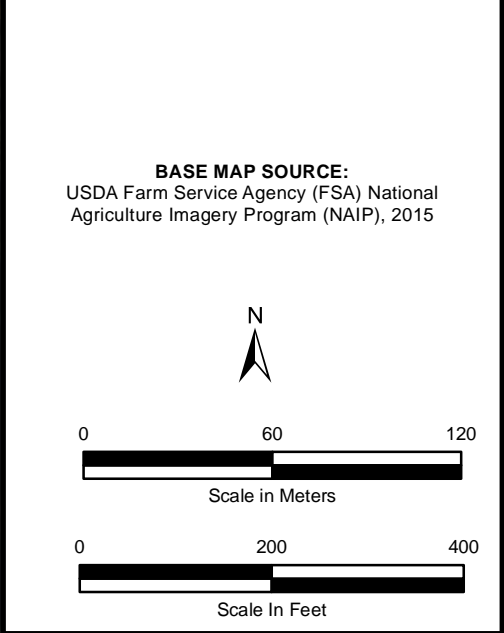 BASE MAP SOURCE:
USDA Farm Service Agency (FSA) National
Agriculture Imagery Program (NAIP), 2015
N
0 60 120
Scale in Meters
0 200 400
Scale In Feet